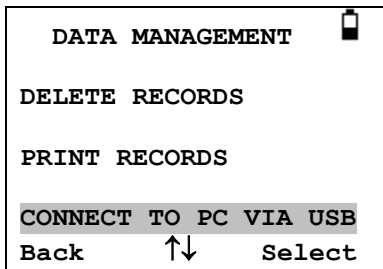 DATA MANAGEMENT
DELETE RECORDS
PRINT RECORDS
CONNECT TO PC VIA USB
Back ↑↓ Select